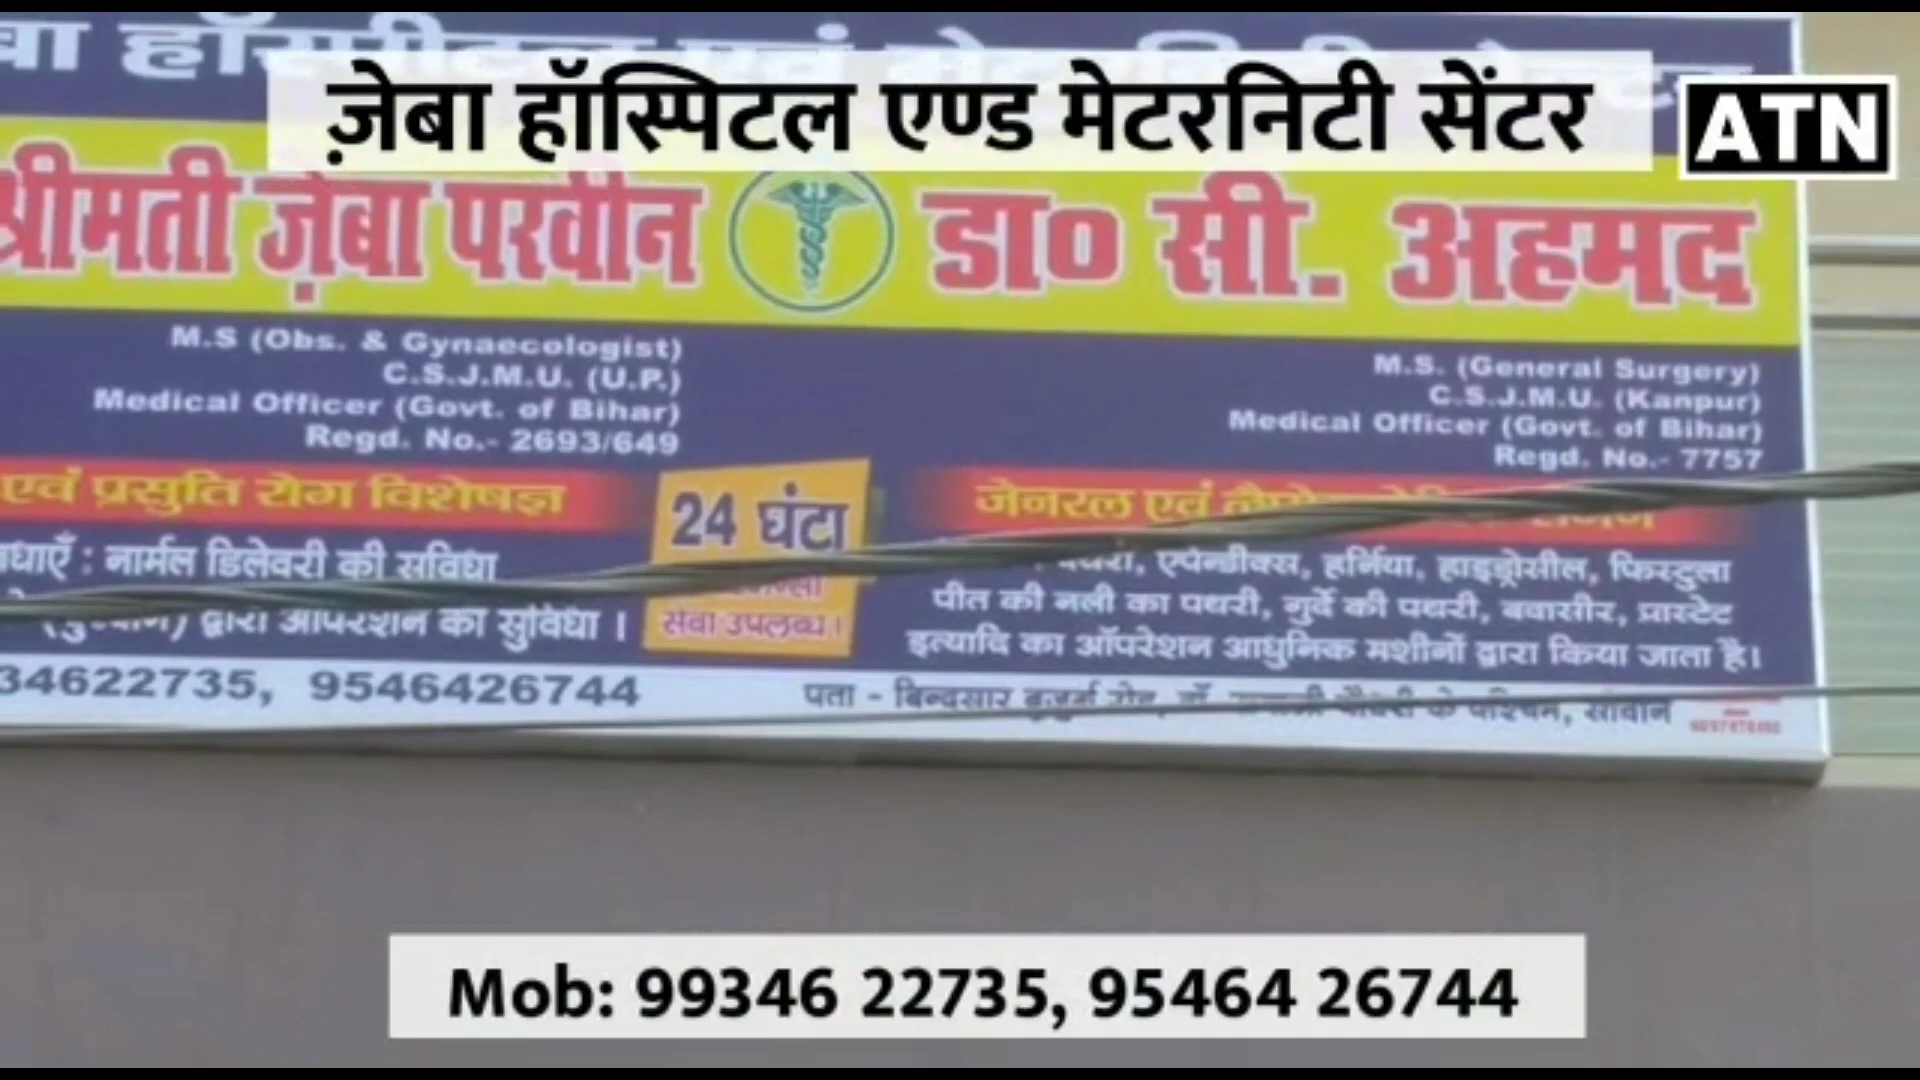 ज़ेबा हॉस्पिटल एण्ड मेटरनिटी सेंटर
ATN
श्रीमती ज़ेबा परवीन
डा० सी. अहमद
M.S (Obs. & Gynaecologist)
C.S.J.M.U. (U.P.)
Medical Officer (Govt. of Bihar)
Regd. No.- 2693/649
M.S. (General Surgery)
C.S.J.M.U. (Kanpur)
Medical Officer (Govt. of Bihar)
Regd. No.- 7757
एवं प्रसुति रोग विशेषज्ञ
24 घंटा
सेवा उपलब्ध।
जेनरल एवं
नार्मल डिलेवरी की सुविधा
द्वारा ऑपरेशन की सुविधा।
एपेन्डीक्स, हर्निया, हाइड्रोसील, फिस्टुला
पीत की नली का पथरी, गुर्दे की पथरी, बवासीर, प्रास्टेट
इत्यादि का ऑपरेशन आधुनिक मशीनों द्वारा किया जाता है।
34622735, 9546426744
पता - बिन्दुसार बुजुर्ग रोड, के पश्चिम, सीवान
Mob: 99346 22735, 95464 26744